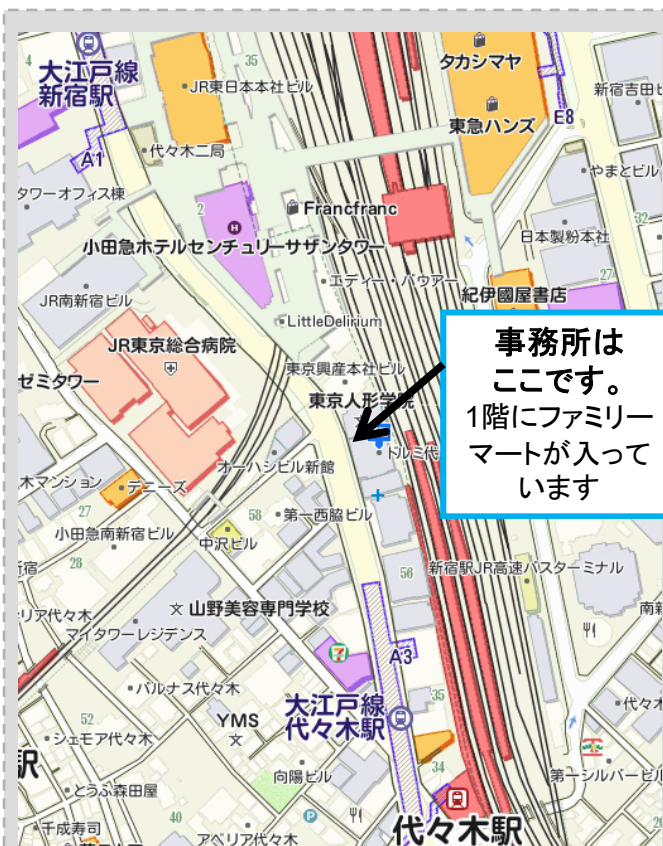 4
大江戸線
新宿駅
35
JR東日本本社ビル
タカシマヤ
新宿吉田
東急ハンズ
E8
A1
代々木二局
やまとビル
タワーオフィス棟
2
Francfranc
32
H
小田急ホテルセンチュリーサザンタワー
日本製粉本社
エディー・バウアー
27
紀伊國屋書店
JR南新宿ビル
LittleDelirium
JR東京総合病院
事務所は
ここです。
1階にファミリー
マートが入って
います
東京興産本社ビル
ゼミタワー
東京人形学院
ドルミ代
オーハシビル新館
木マンション
デニーズ
27
58
第一西脇ビル
小田急南新宿ビル
中沢ビル
28
56
新宿駅JR高速バスターミナル
宿
リア代々木
文 山野美容専門学校
南新
マイタワーレジデンス
7
A3
バルナス代々木
大江戸線
代々木駅
35
代々木
52
YMS
文
シェモア代々木
駅
34
向陽ビル
第一シルバービル
とうふ森田屋
40
P
千成寿司
アベリア代々木
代々木駅